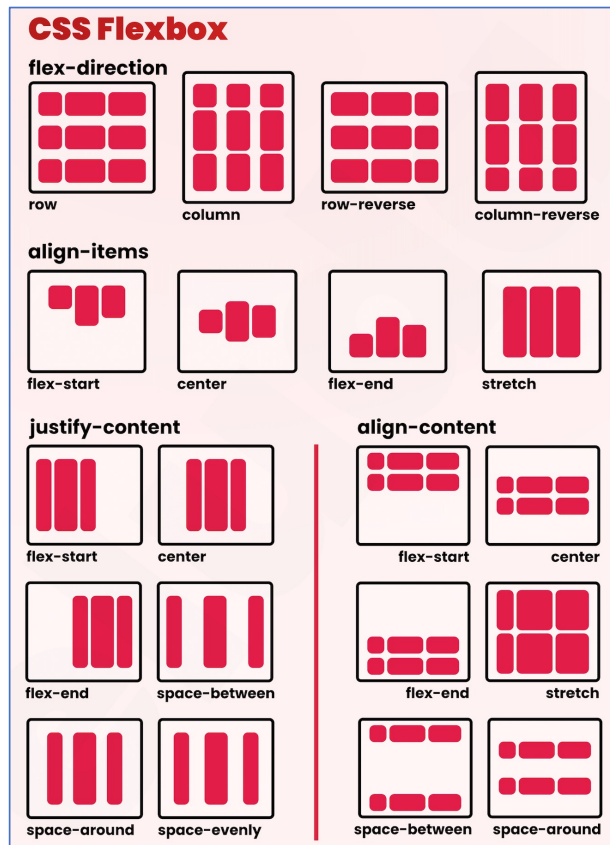 CSS Flexbox
flex-direction
row
column
row-reverse
column-reverse
align-items
flex-start
center
flex-end
stretch
justify-content
flex-start
center
flex-end
space-between
space-around
space-evenly
align-content
flex-start
center
flex-end
stretch
space-between
space-around